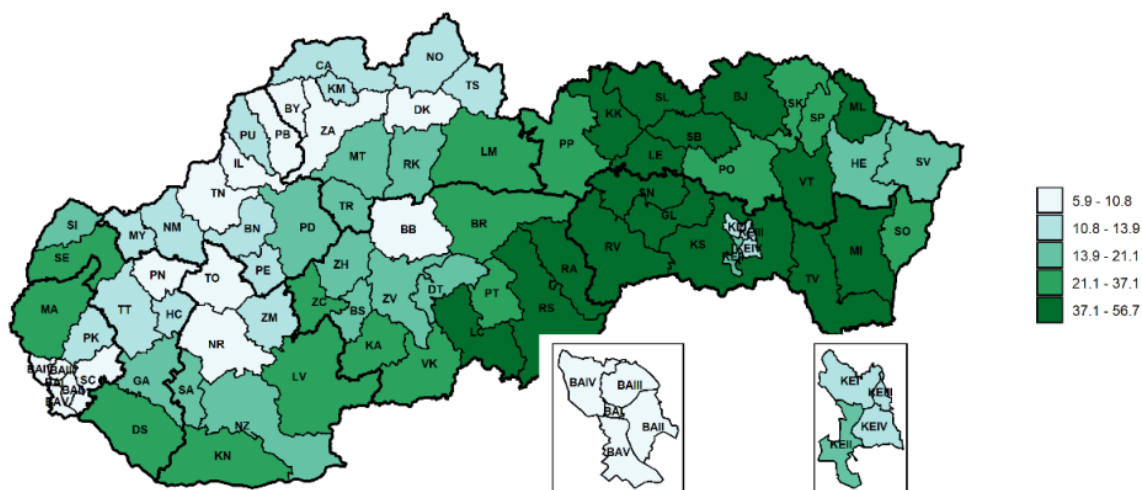 NO
CA
TS
KM
BY
DK
PU
PB
ZA
IL
MT
RK
LM
TN
TR
SI
MY
NM
BN
PD
BB
BR
SE
PN
TO
PE
ZH
ZV
DT
PT
MA
TT
HC
ZM
ZC
BS
PK
NR
KA
VK
LC
RS
RA
SC
GA
SA
LV
DS
NZ
KN
PP
KK
SL
BJ
SK
SP
ML
SB
LE
PO
HE
SV
VT
SN
GL
RV
KS
MI
SO
TV
BAIV
BAIII
BAI
BAII
BAV
KEI
KEIII
KEIV
KEII
5.9 - 10.8
10.8 - 13.9
13.9 - 21.1
21.1 - 37.1
37.1 - 56.7